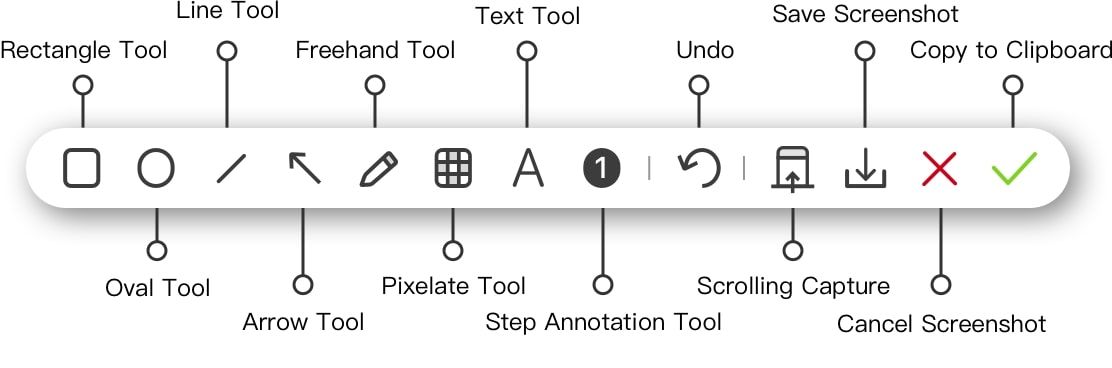 Line Tool
Text Tool
Save Screenshot
Rectangle Tool
Freehand Tool
Undo
Copy to Clipboard
A
1
Oval Tool
Pixelate Tool
Scrolling Capture
Arrow Tool
Step Annotation Tool
Cancel Screenshot